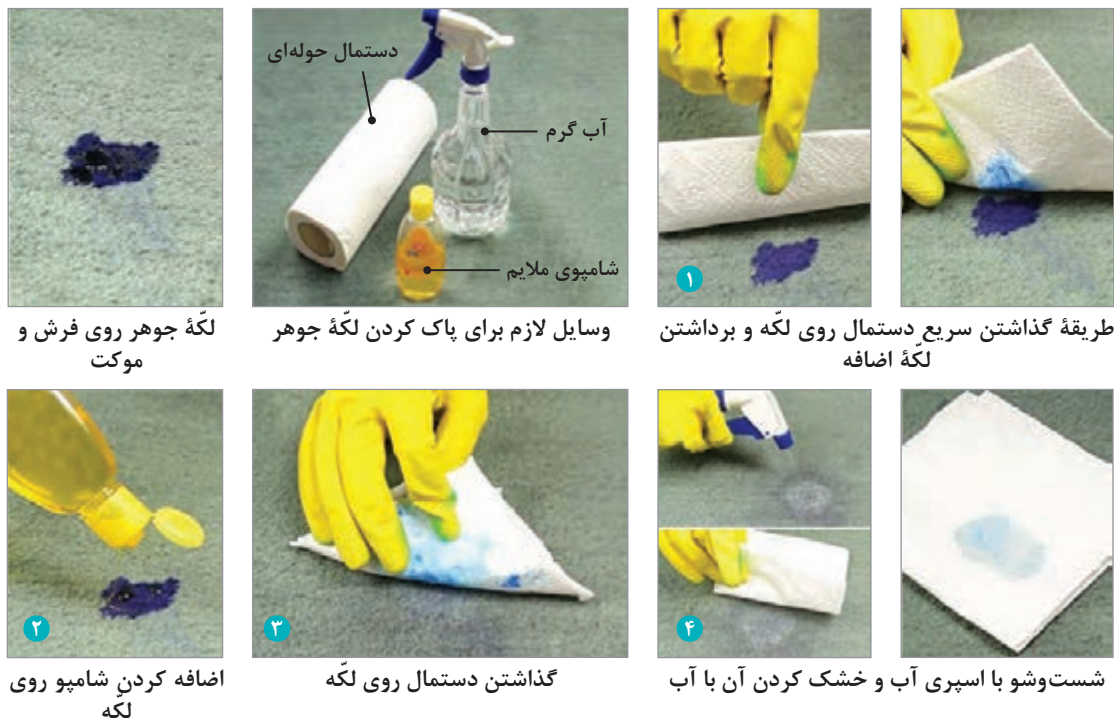 دستمال حوله‌ای
آب گرم
شامپوی ملایم
۱
طریقهٔ گذاشتن سریع دستمال روی لکّه و برداشتن
لکّهٔ اضافه
وسایل لازم برای پاک کردن لکّهٔ جوهر
لکّهٔ جوهر روی فرش و
موکت
۴
شست‌وشو با اسپری آب و خشک کردن آن با آب
۳
گذاشتن دستمال روی لکّه
۲
اضافه کردن شامپو روی
لکّه